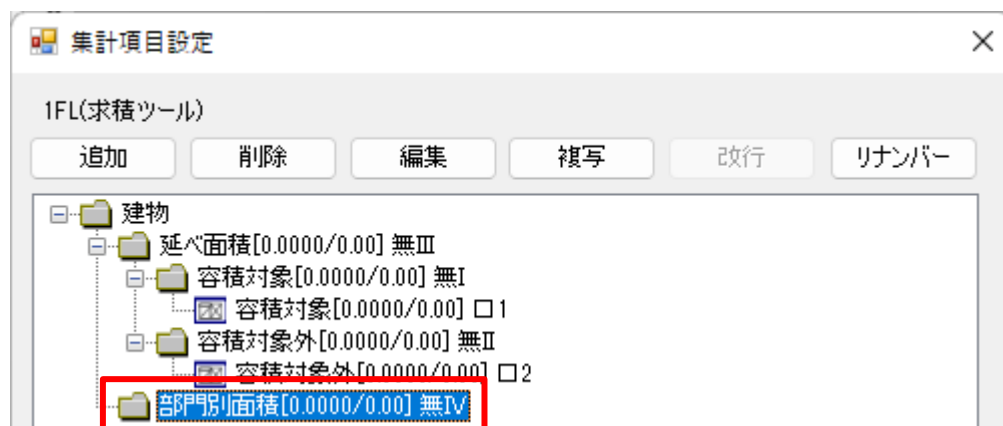 集計項目設定
1FL(求積ツール)
追加 削除 編集 複写 改行 リナンバー
建物
延べ面積[0.0000/0.00] 無Ⅲ
容積対象[0.0000/0.00] 無Ⅰ
容積対象[0.0000/0.00] 口1
容積対象外[0.0000/0.00] 無Ⅱ
容積対象外[0.0000/0.00] 口2
部門別面積[0.0000/0.00] 無Ⅳ